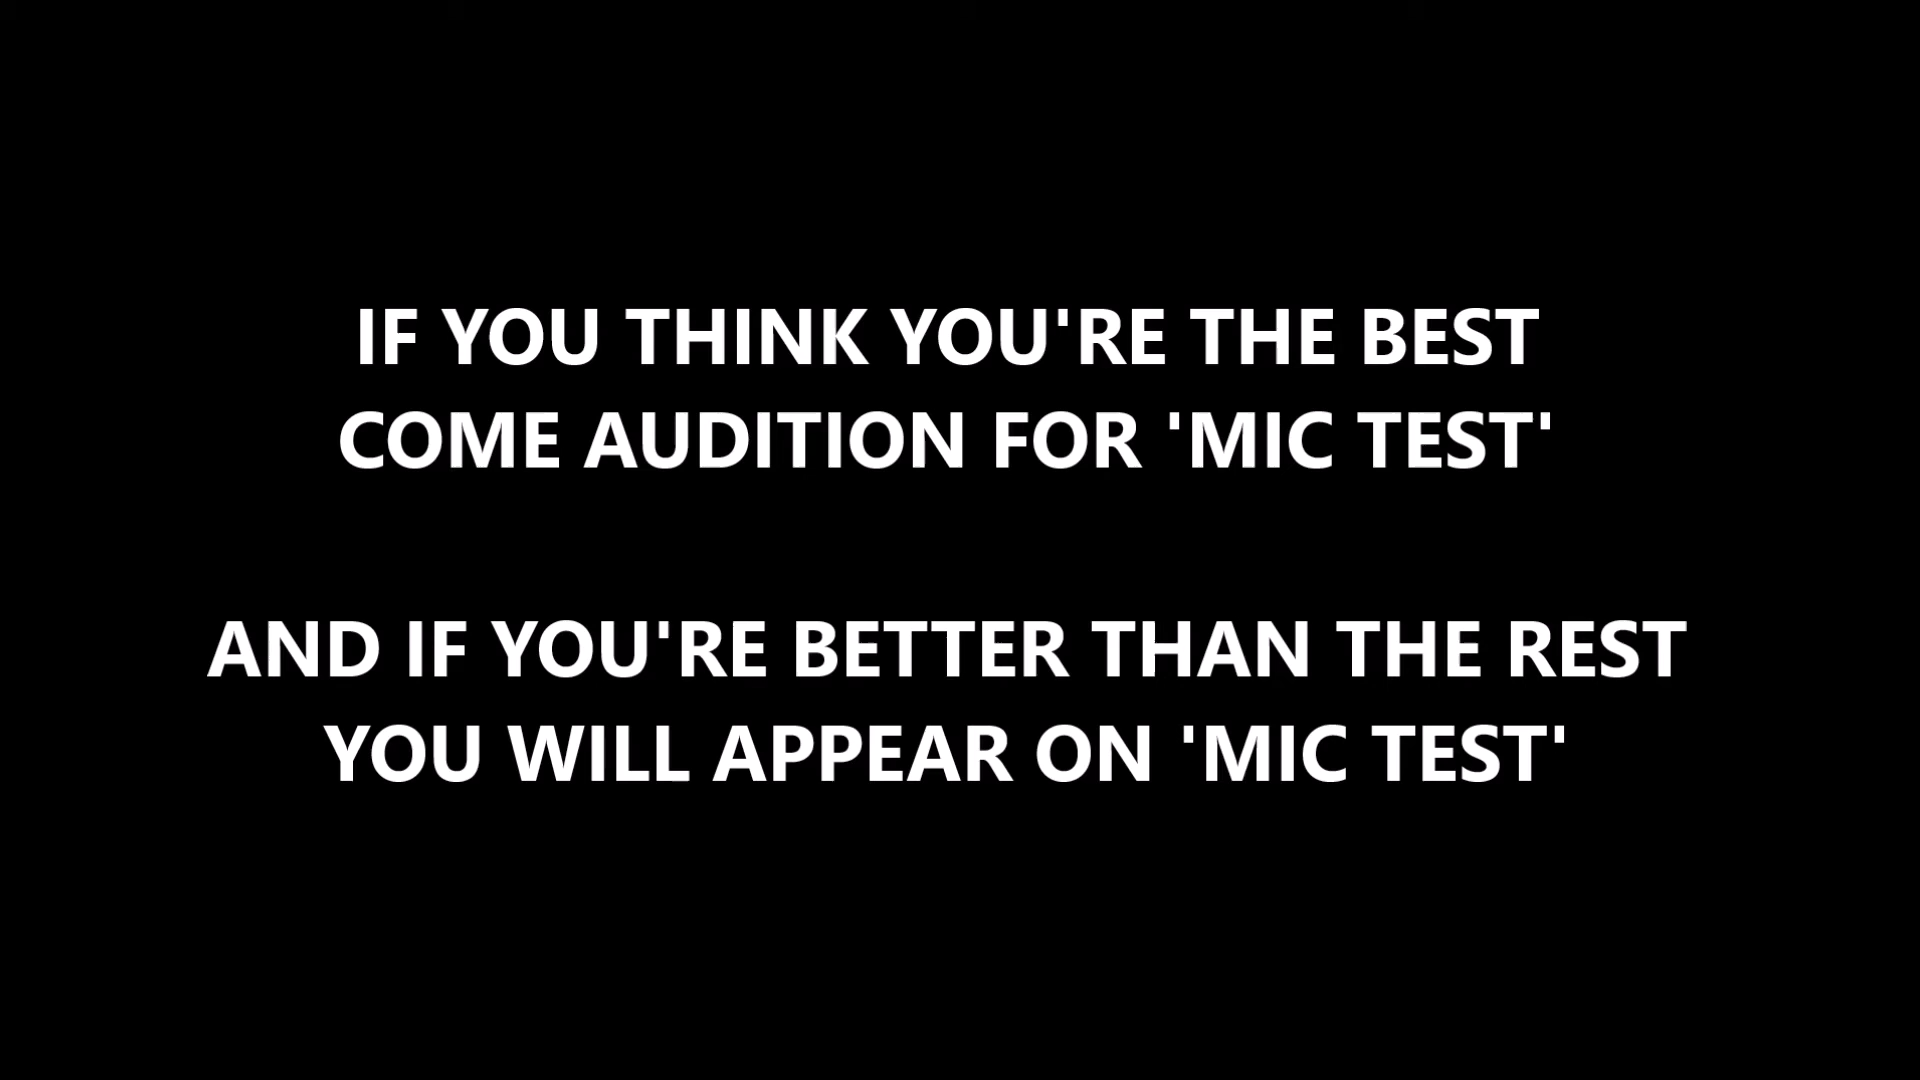 IF YOU THINK YOU'RE THE BEST
COME AUDITION FOR 'MIC TEST'
AND IF YOU'RE BETTER THAN THE REST
YOU WILL APPEAR ON 'MIC TEST'